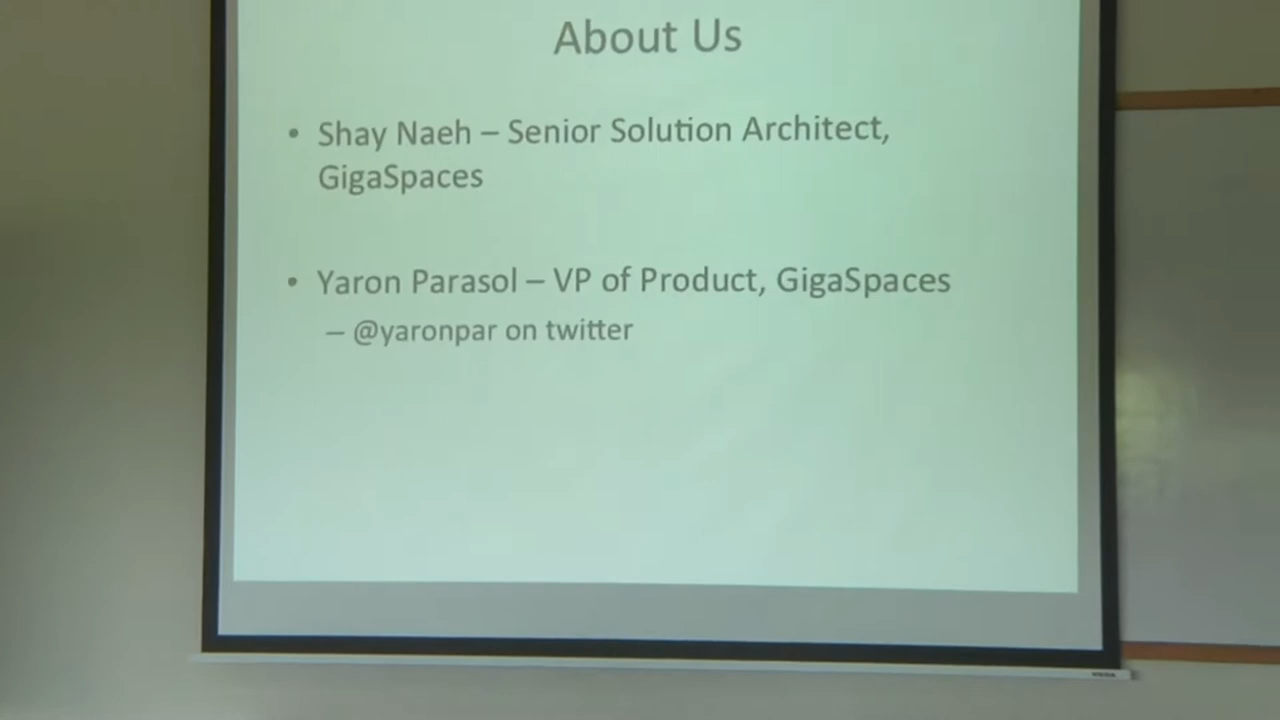 About Us
• Shay Naeh – Senior Solution Architect,
GigaSpaces
• Yaron Parasol – VP of Product, GigaSpaces
– @yaronpar on twitter